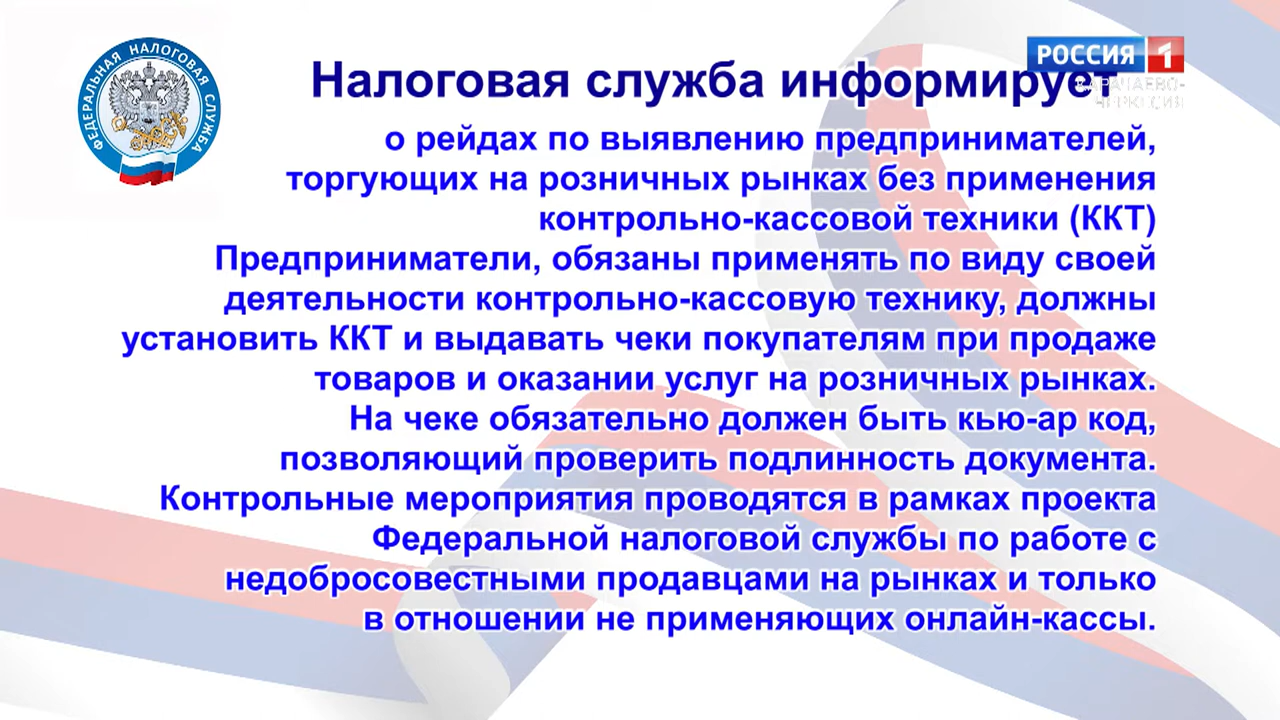 ФЕДЕРАЛЬНАЯ НАЛОГОВАЯ СЛУЖБА
РОССИЯ 1
КАРАЧАЕВО-
ЧЕРКЕСИЯ
Налоговая служба информирует
о рейдах по выявлению предпринимателей,
торгующих на розничных рынках без применения
контрольно-кассовой техники (ККТ)
Предприниматели, обязаны применять по виду своей
деятельности контрольно-кассовую технику, должны
установить ККТ и выдавать чеки покупателям при продаже
товаров и оказании услуг на розничных рынках.
На чеке обязательно должен быть кью-ар код,
позволяющий проверить подлинность документа.
Контрольные мероприятия проводятся в рамках проекта
Федеральной налоговой службы по работе с
недобросовестными продавцами на рынках и только
в отношении не применяющих онлайн-кассы.